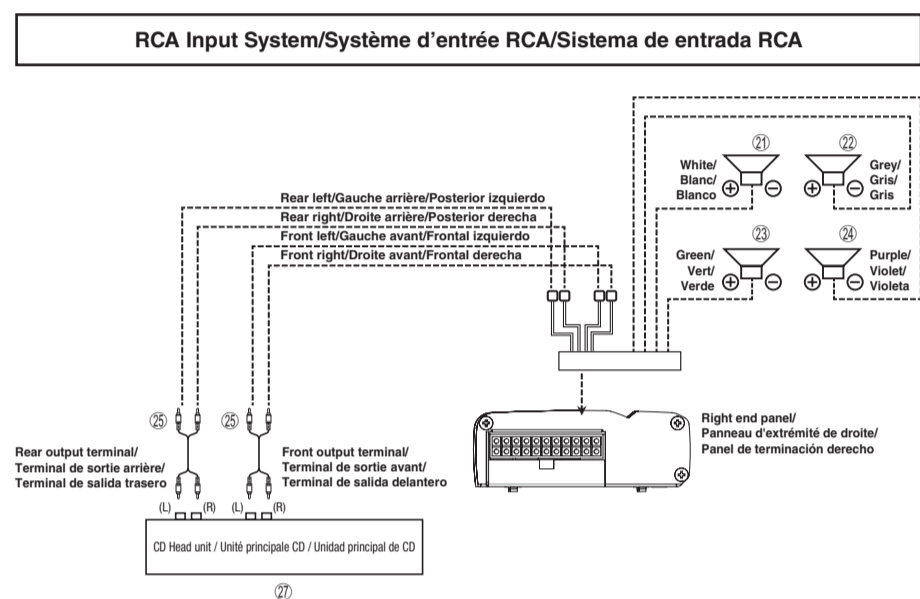 RCA Input System/Système d'entrée RCA/Sistema de entrada RCA
㉑
㉒
White/
Blanc/
Blanco
Grey/
Gris/
Gris
Rear left/Gauche arrière/Posterior izquierdo
Rear right/Droite arrière/Posterior derecha
Front left/Gauche avant/Frontal izquierdo
Front right/Droite avant/Frontal derecha
㉓
㉔
Green/
Vert/
Verde
Purple/
Violet/
Violeta
㉕
㉕
Right end panel/
Panneau d'extrémité de droite/
Panel de terminación derecho
Rear output terminal/
Terminal de sortie arrière/
Terminal de salida trasero
Front output terminal/
Terminal de sortie avant/
Terminal de salida delantero
(L) (R) (L) (R)
CD Head unit / Unité principale CD / Unidad principal de CD
㉗